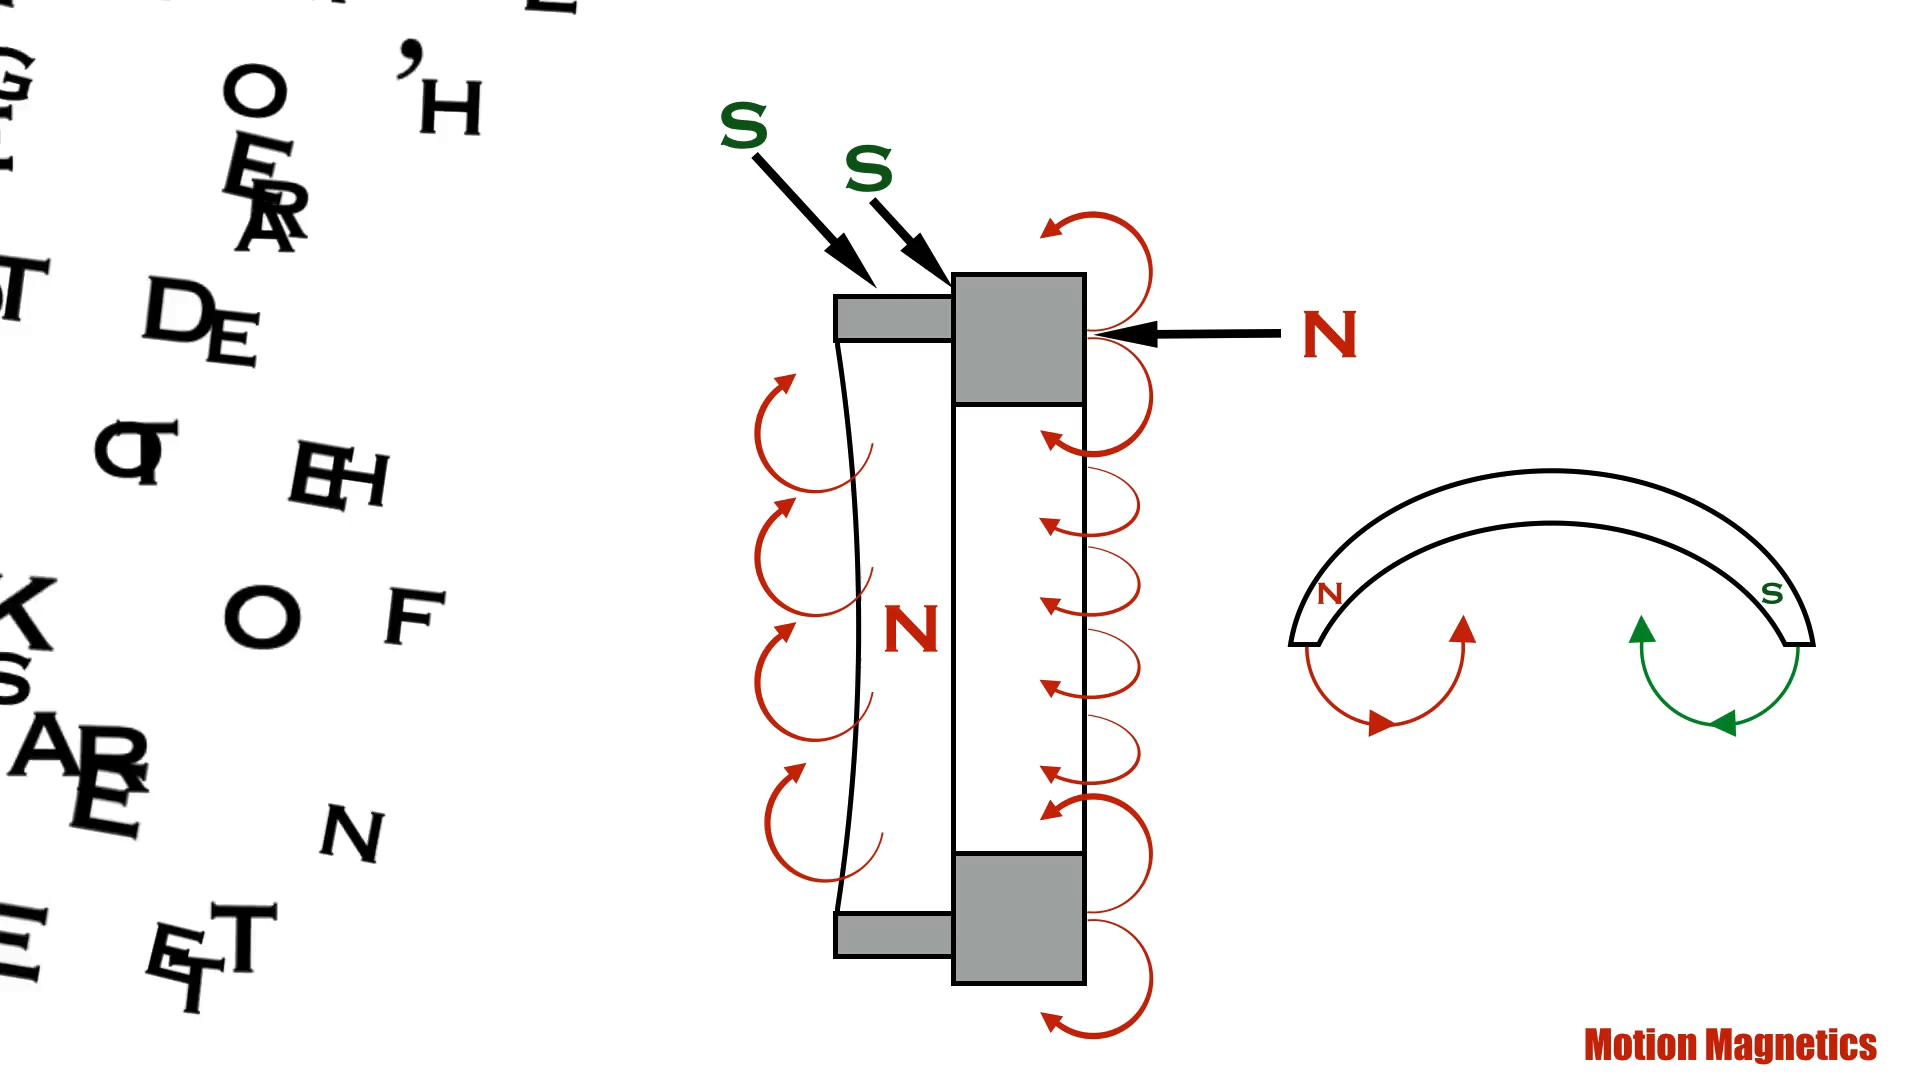 O
, H
E
R
A
T D E
O T E H
K O F
S
A R
E
N
E E T T
S
S
N
N
N S
Motion Magnetics